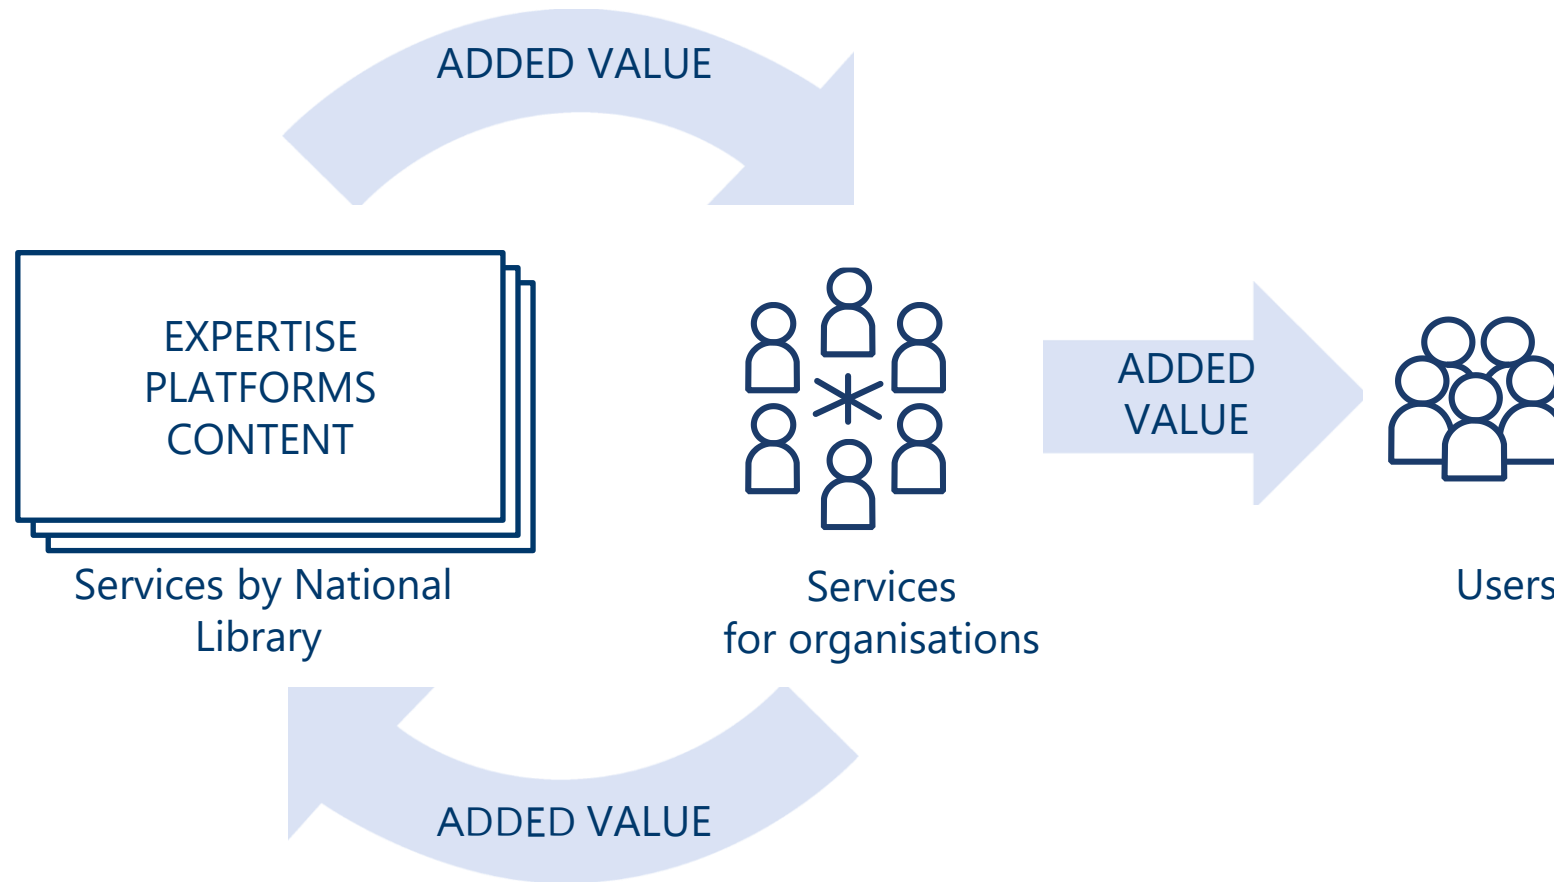 ADDED VALUE
EXPERTISE
PLATFORMS
CONTENT
ADDED
VALUE
Services by National
Library
Services
for organisations
Users
ADDED VALUE